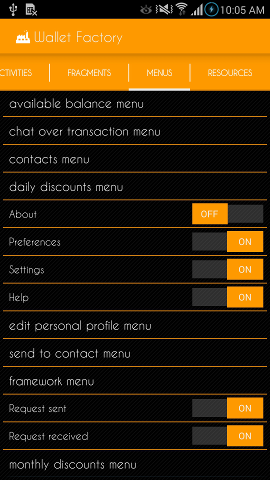 10:05 AM
Wallet Factory
CTIVITIES FRAGMENTS MENUS RESOURCES
available balance menu
chat over transaction menu
contacts menu
daily discounts menu
About OFF
Preferences ON
Settings ON
Help ON
edit personal profile menu
send to contact menu
framework menu
Request sent ON
Request received ON
monthly discounts menu